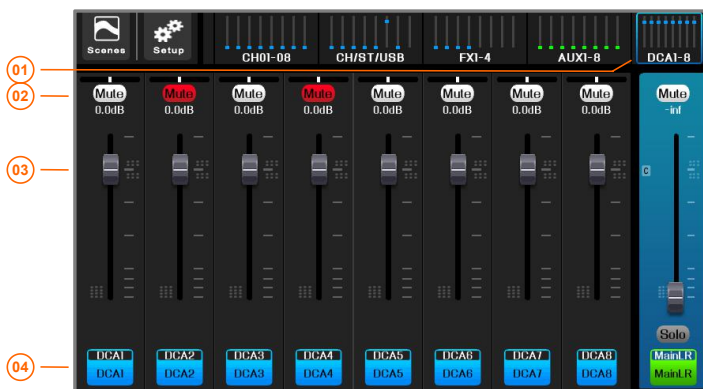 Scenes Setup CH01-08 CH/ST/USB FX1-4 AUX1-8 DCA1-8
01
02 Mute Mute Mute Mute Mute Mute Mute Mute Mute
0.0dB 0.0dB 0.0dB 0.0dB 0.0dB 0.0dB 0.0dB 0.0dB -inf
03 C
Solo
DCA1 DCA2 DCA3 DCA4 DCA5 DCA6 DCA7 DCA8 MainLR
04 DCA1 DCA2 DCA3 DCA4 DCA5 DCA6 DCA7 DCA8 MainLR